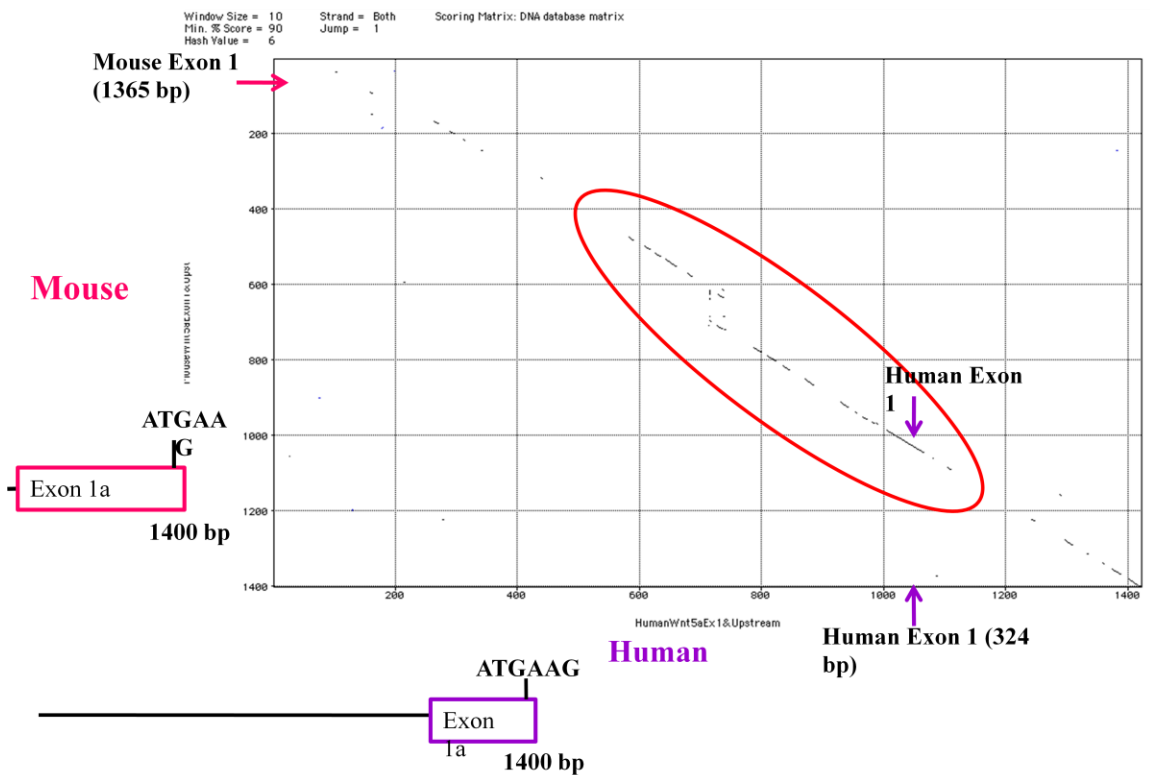 Window Size = 10 Strand = Both Scoring Matrix: DNA database matrix
Min. % Score = 90 Jump = 1
Hash Value = 6
Mouse Exon 1
(1365 bp)
200
400
600
800
1000
1200
1400
Mouse
Human Exon
1
ATGAA
G
Exon 1a
1400 bp
200 400 600 800 1000 1200 1400
HumanWnt5aEx1&Upstream
Human
Human Exon 1 (324
bp)
ATGAAG
Exon
1a
1400 bp